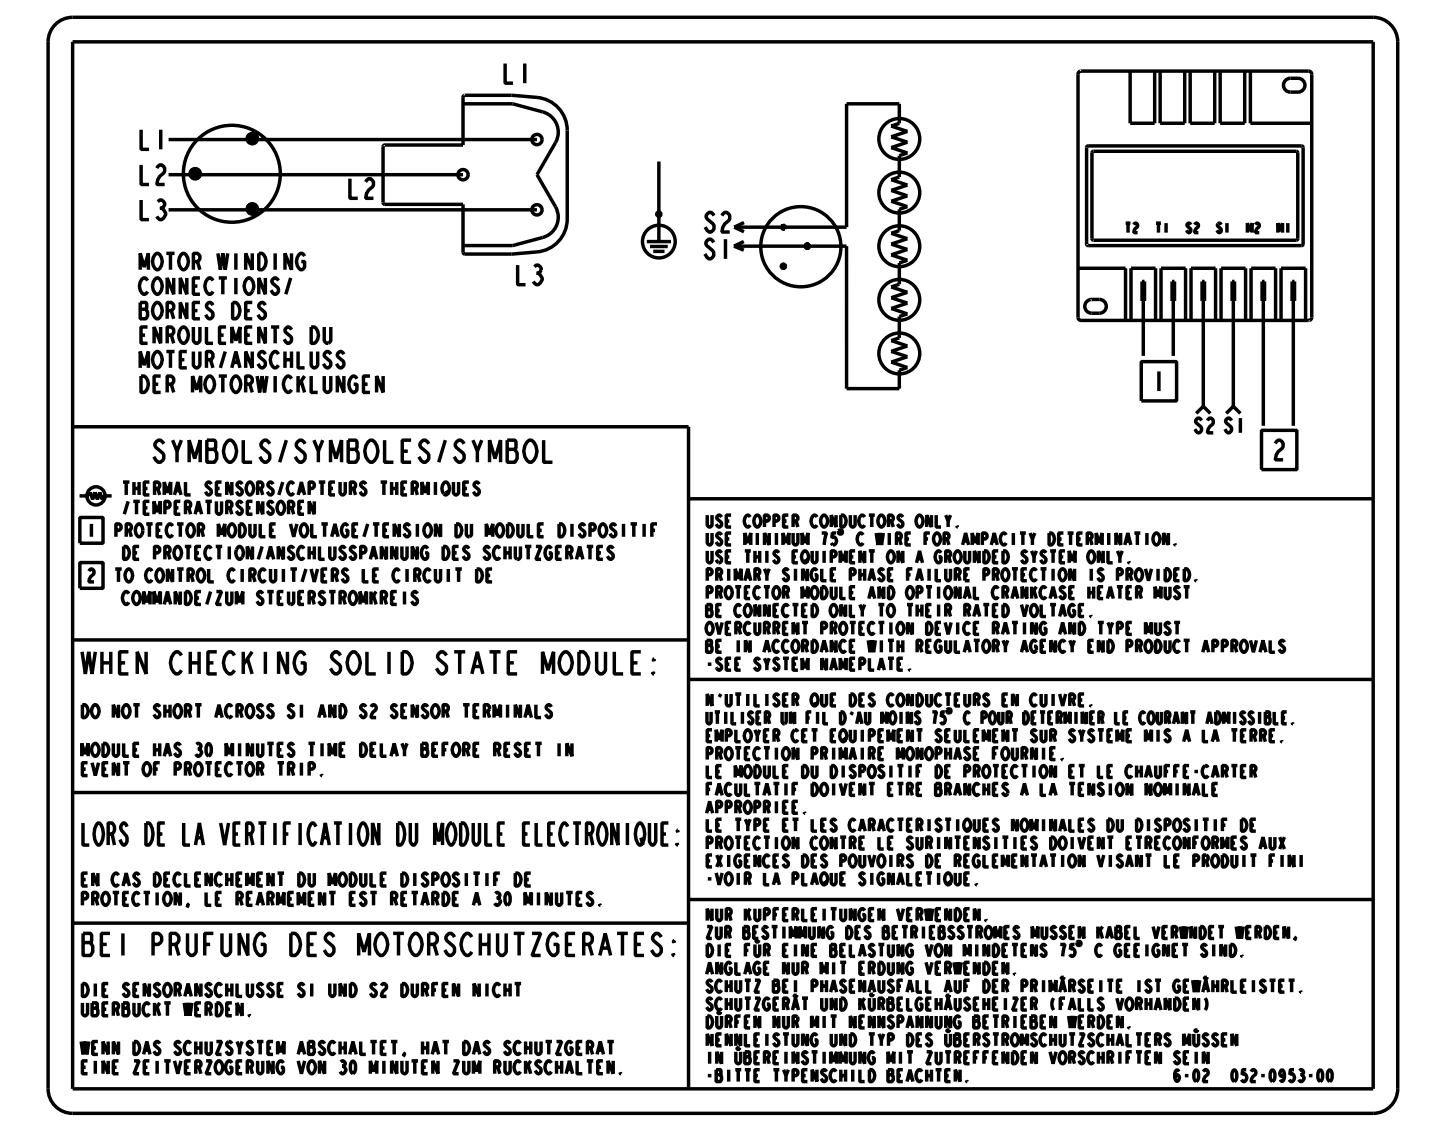 L1
L1
L2
L2
L3
L3
MOTOR WINDING
CONNECTIONS/
BORNES DES
ENROULEMENTS DU
MOTEUR/ANSCHLUSS
DER MOTORWICKLUNGEN
S2
S1
T2 T1 S2 S1 M2 M1
1
S2 S1
2
SYMBOLS/SYMBOLES/SYMBOL
THERMAL SENSORS/CAPTEURS THERMIQUES
/TEMPERATURSENSOREN
1 PROTECTOR MODULE VOLTAGE/TENSION DU MODULE DISPOSITIF
DE PROTECTION/ANSCHLUSSPANNUNG DES SCHUTZGERATES
2 TO CONTROL CIRCUIT/VERS LE CIRCUIT DE
COMMANDE/ZUM STEUERSTROMKREIS
WHEN CHECKING SOLID STATE MODULE:
DO NOT SHORT ACROSS S1 AND S2 SENSOR TERMINALS
MODULE HAS 30 MINUTES TIME DELAY BEFORE RESET IN
EVENT OF PROTECTOR TRIP.
LORS DE LA VERTIFICATION DU MODULE ELECTRONIQUE:
EN CAS DECLENCHEMENT DU MODULE DISPOSITIF DE
PROTECTION, LE REARMEMENT EST RETARDE A 30 MINUTES.
BEI PRUFUNG DES MOTORSCHUTZGERATES:
DIE SENSORANSCHLUSSE S1 UND S2 DURFEN NICHT
UBERBUCKT WERDEN.
WENN DAS SCHUZSYSTEM ABSCHALTET, HAT DAS SCHUTZGERAT
EINE ZEITVERZOGERUNG VON 30 MINUTEN ZUM RUCKSCHALTEN.
USE COPPER CONDUCTORS ONLY.
USE MINIMUM 75° C WIRE FOR AMPACITY DETERMINATION.
USE THIS EQUIPMENT ON A GROUNDED SYSTEM ONLY.
PRIMARY SINGLE PHASE FAILURE PROTECTION IS PROVIDED.
PROTECTOR MODULE AND OPTIONAL CRANKCASE HEATER MUST
BE CONNECTED ONLY TO THEIR RATED VOLTAGE.
OVERCURRENT PROTECTION DEVICE RATING AND TYPE MUST
BE IN ACCORDANCE WITH REGULATORY AGENCY END PRODUCT APPROVALS
-SEE SYSTEM NAMEPLATE.
N'UTILISER QUE DES CONDUCTEURS EN CUIVRE.
UTILISER UN FIL D'AU MOINS 75° C POUR DETERMINER LE COURANT ADMISSIBLE.
EMPLOYER CET EQUIPEMENT SEULEMENT SUR SYSTEME MIS A LA TERRE.
PROTECTION PRIMAIRE MONOPHASE FOURNIE.
LE MODULE DU DISPOSITIF DE PROTECTION ET LE CHAUFFE-CARTER
FACULTATIF DOIVENT ETRE BRANCHES A LA TENSION NOMINALE
APPROPRIEE.
LE TYPE ET LES CARACTERISTIQUES NOMINALES DU DISPOSITIF DE
PROTECTION CONTRE LE SURINTENSITIES DOIVENT ETRECONFORMES AUX
EXIGENCES DES POUVOIRS DE REGLEMENTATION VISANT LE PRODUIT FINI
-VOIR LA PLAQUE SIGNALETIQUE.
NUR KUPFERLEITUNGEN VERWENDEN.
ZUR BESTIMMUNG DES BETRIEBSSTROMES MUSSEN KABEL VERWNDET WERDEN,
DIE FÜR EINE BELASTUNG VON MINDETENS 75° C GEEIGNET SIND.
ANGLAGE NUR MIT ERDUNG VERWENDEN.
SCHUTZ BEI PHASENAUSFALL AUF DER PRIMÄRSEITE IST GEWÄHRLEISTET.
SCHUTZGERÄT UND KÜRBELGEHÄUSEHEIZER (FALLS VORHANDEN)
DÜRFEN NUR MIT NENNSPANNUNG BETRIEBEN WERDEN.
NENNLEISTUNG UND TYP DES ÜBERSTROMSCHUTZSCHALTERS MÜSSEN
IN ÜBEREINSTIMMUNG MIT ZUTREFFENDEN VORSCHRIFTEN SEIN
-BITTE TYPENSCHILD BEACHTEN.
6-02 052-0953-00